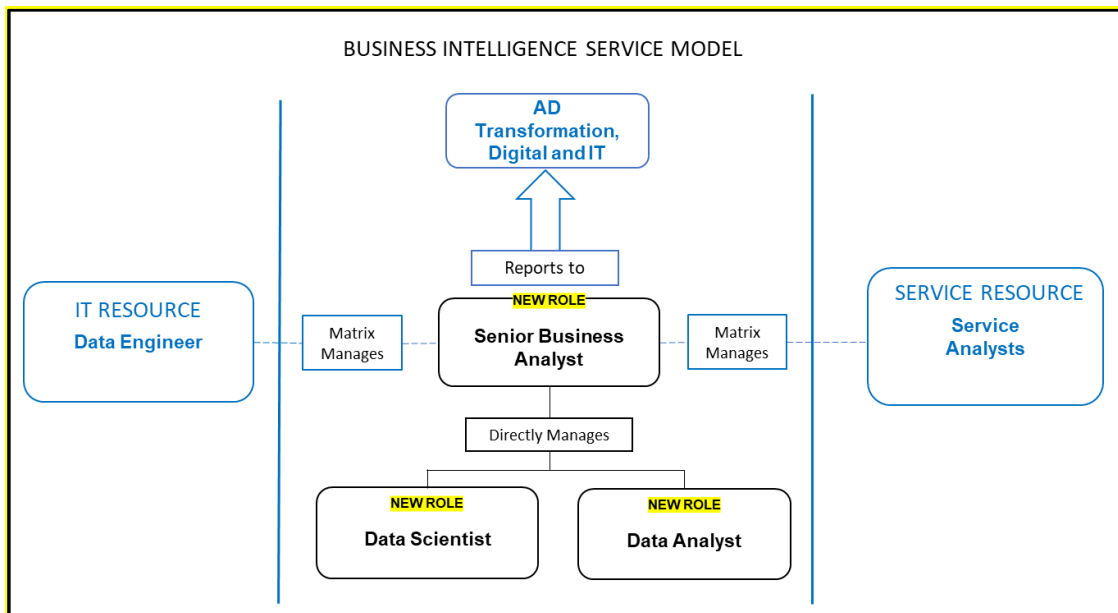 BUSINESS INTELLIGENCE SERVICE MODEL
AD
Transformation,
Digital and IT
Reports to
IT RESOURCE
Data Engineer
Matrix
Manages
NEW ROLE
Senior Business
Analyst
Matrix
Manages
SERVICE RESOURCE
Service
Analysts
Directly Manages
NEW ROLE
Data Scientist
NEW ROLE
Data Analyst